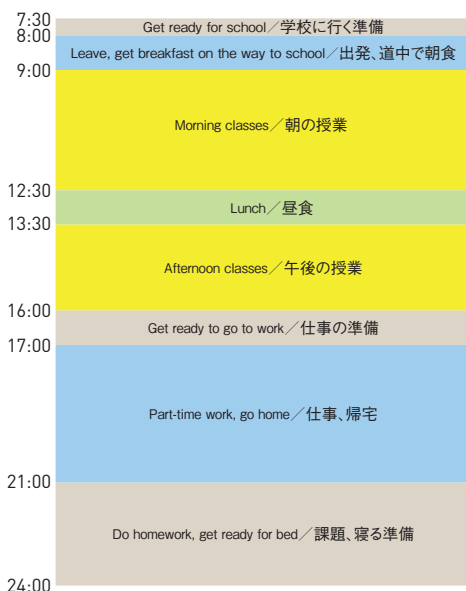 7:30
Get ready for school／学校に行く準備
8:00
Leave, get breakfast on the way to school／出発、道中で朝食
9:00
Morning classes／朝の授業
12:30
Lunch／昼食
13:30
Afternoon classes／午後の授業
16:00
Get ready to go to work／仕事の準備
17:00
Part-time work, go home／仕事、帰宅
21:00
Do homework, get ready for bed／課題、寝る準備
24:00